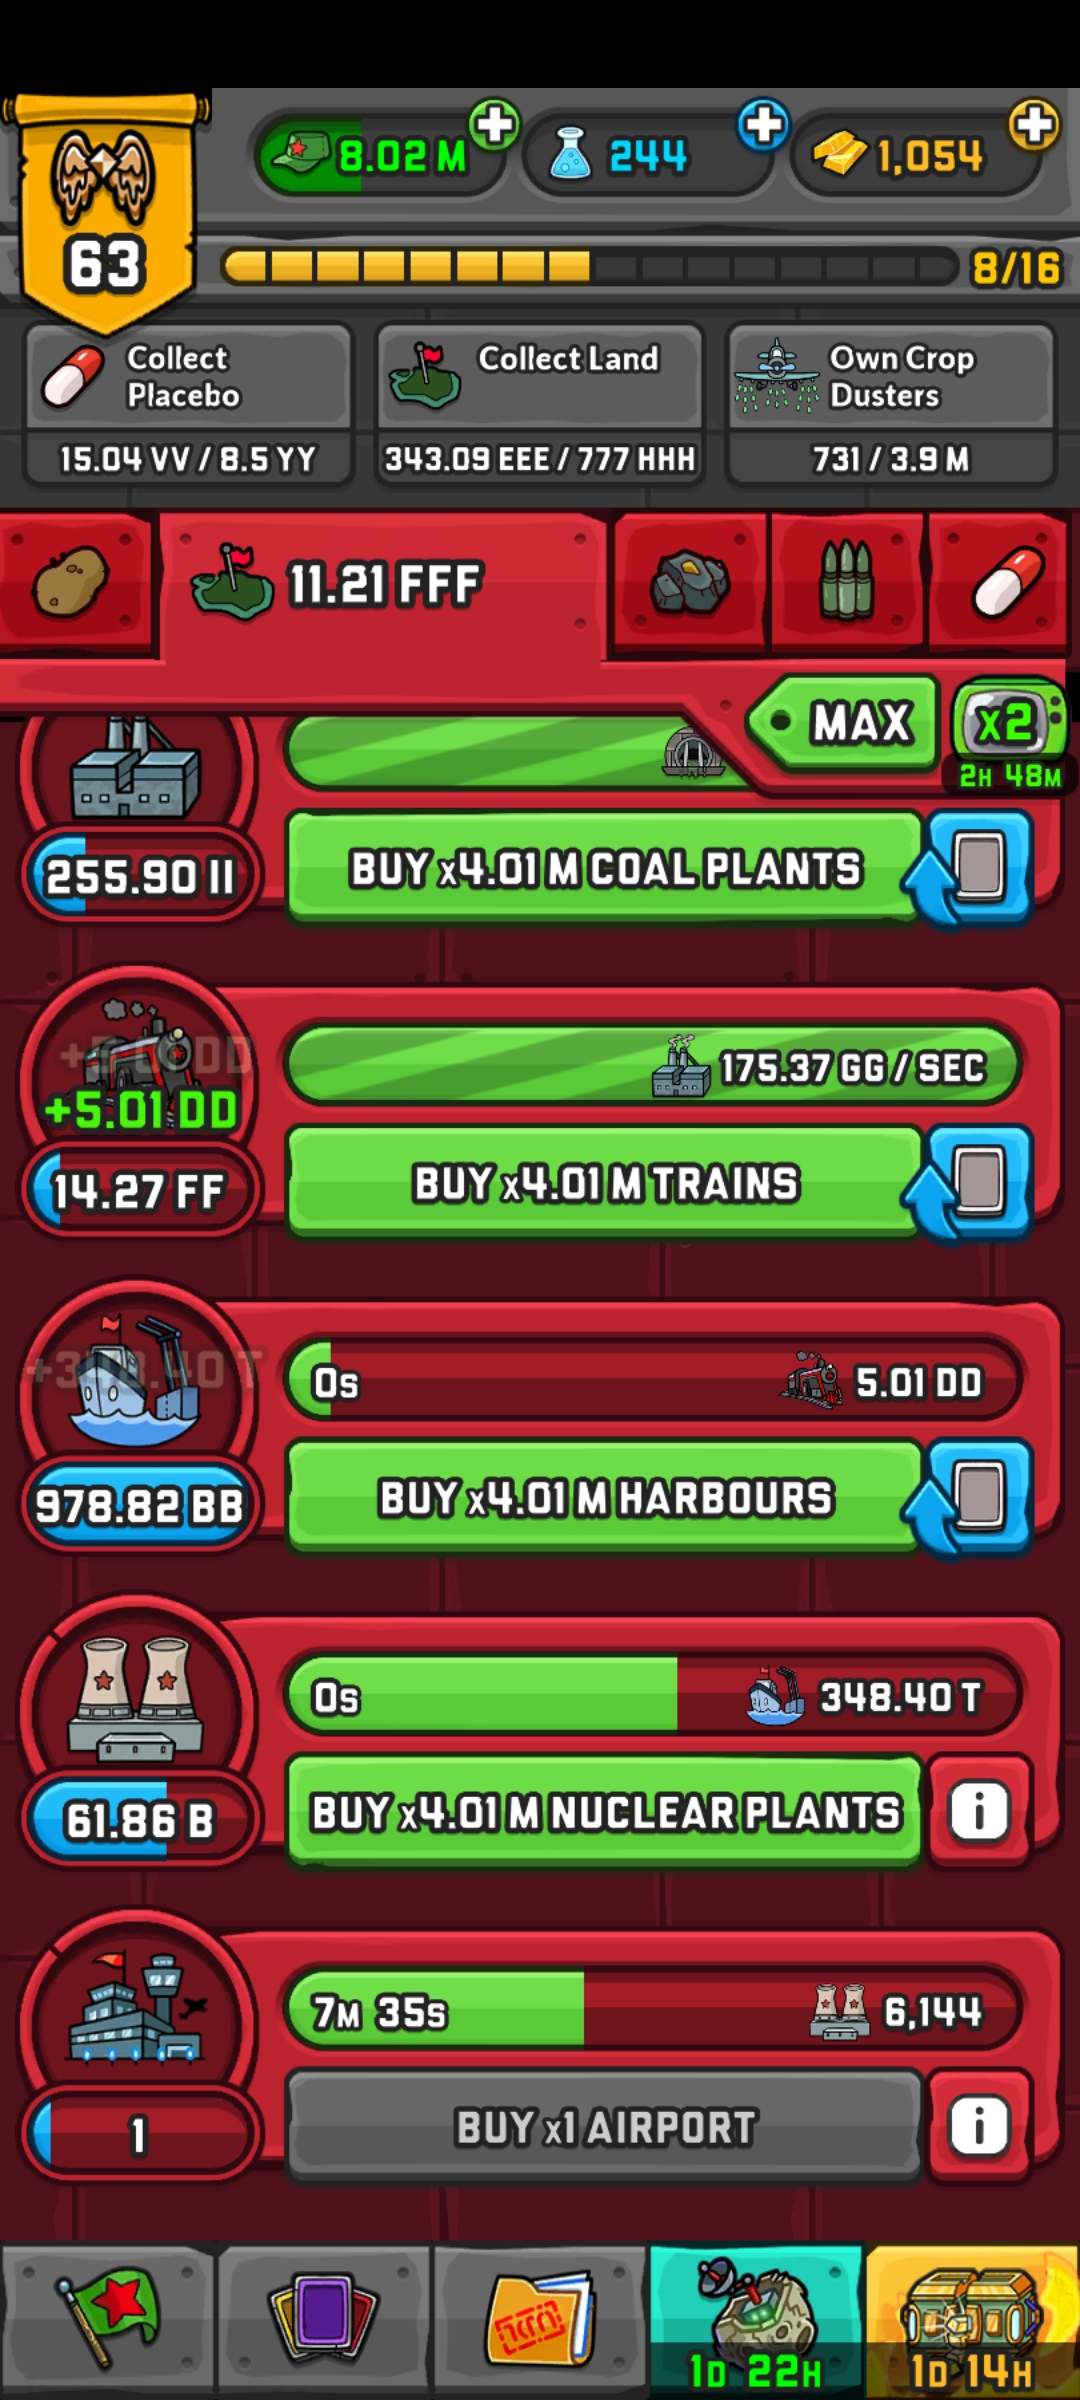 8.02 M
244
1,054
63
8/16
Collect
Placebo
15.04 VV / 8.5 YY
Collect Land
343.09 EEE / 777 HHH
Own Crop
Dusters
731 / 3.9 M
11.21 FFF
MAX
x2
2H 48M
255.90 II
BUY x4.01 M COAL PLANTS
+5.01 DD
175.37 GG / SEC
14.27 FF
BUY x4.01 M TRAINS
0s
5.01 DD
978.82 BB
BUY x4.01 M HARBOURS
0s
348.40 T
61.86 B
BUY x4.01 M NUCLEAR PLANTS
7M 35s
6,144
1
BUY x1 AIRPORT
1D 22H
1D 14H